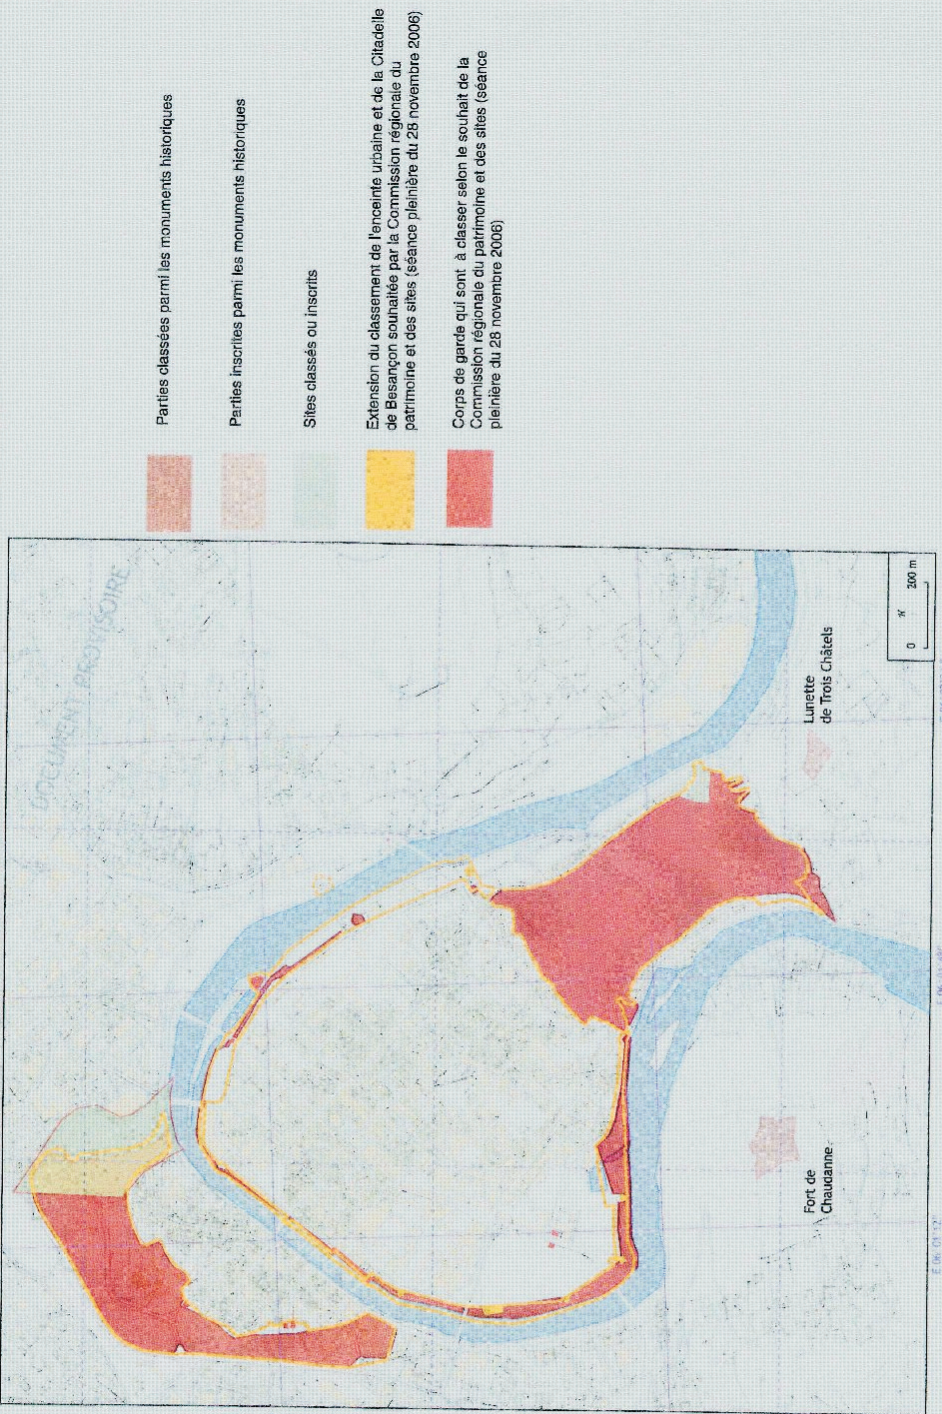 Parties classées parmi les monuments historiques
Parties inscrites parmi les monuments historiques
Sites classés ou inscrits
Extension du classement de l'enceinte urbaine et de la Citadelle
de Besançon souhaitée par la Commission régionale du
patrimoine et des sites (séance pleinière du 28 novembre 2006)
Corps de garde qui sont à classer selon le souhait de la
Commission régionale du patrimoine et des sites (séance
pleinière du 28 novembre 2006)
DOCUMENT PROVISOIRE
Lunette
de Trois Châtels
Fort de
Chaudanne
0 N 200 m